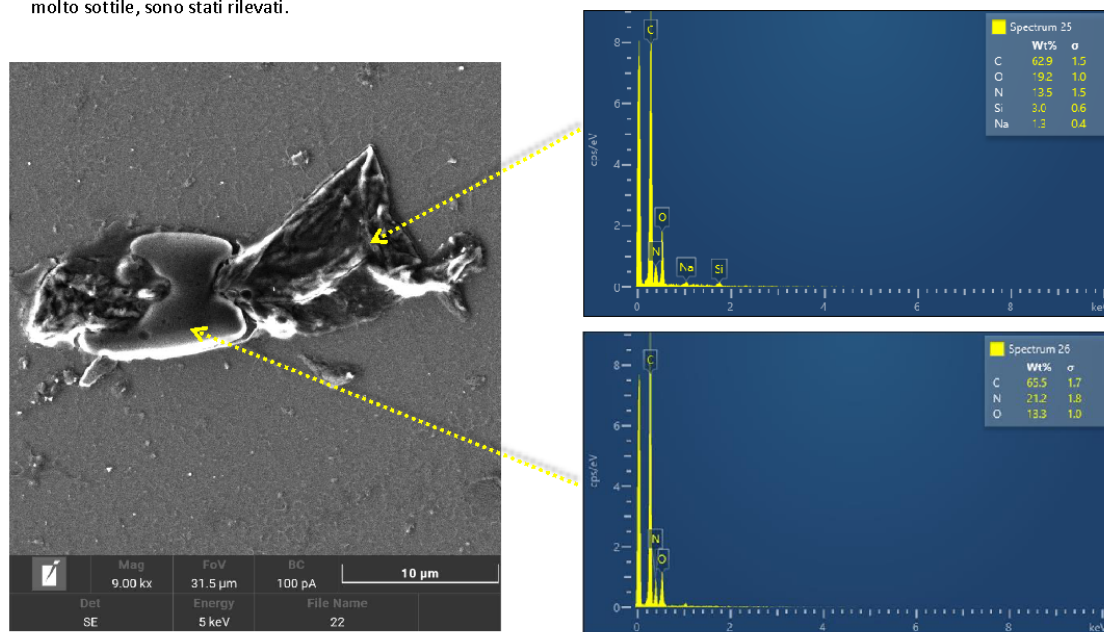 molto sottile, sono stati rilevati.
Mag FoV BC
9.00 kx 31.5 µm 100 pA 10 µm
Det Energy File Name
SE 5 keV 22
Spectrum 25
Wt% σ
C 62.9 1.5
O 19.2 1.0
N 13.5 1.5
Si 3.0 0.6
Na 1.3 0.4
cps/eV
8
6
4
2
0
C
O
N
Na
Si
0 2 4 6 8 keV
Spectrum 26
Wt% σ
C 65.5 1.7
N 21.2 1.8
O 13.3 1.0
cps/eV
8
6
4
2
0
C
N
O
0 2 4 6 8 keV